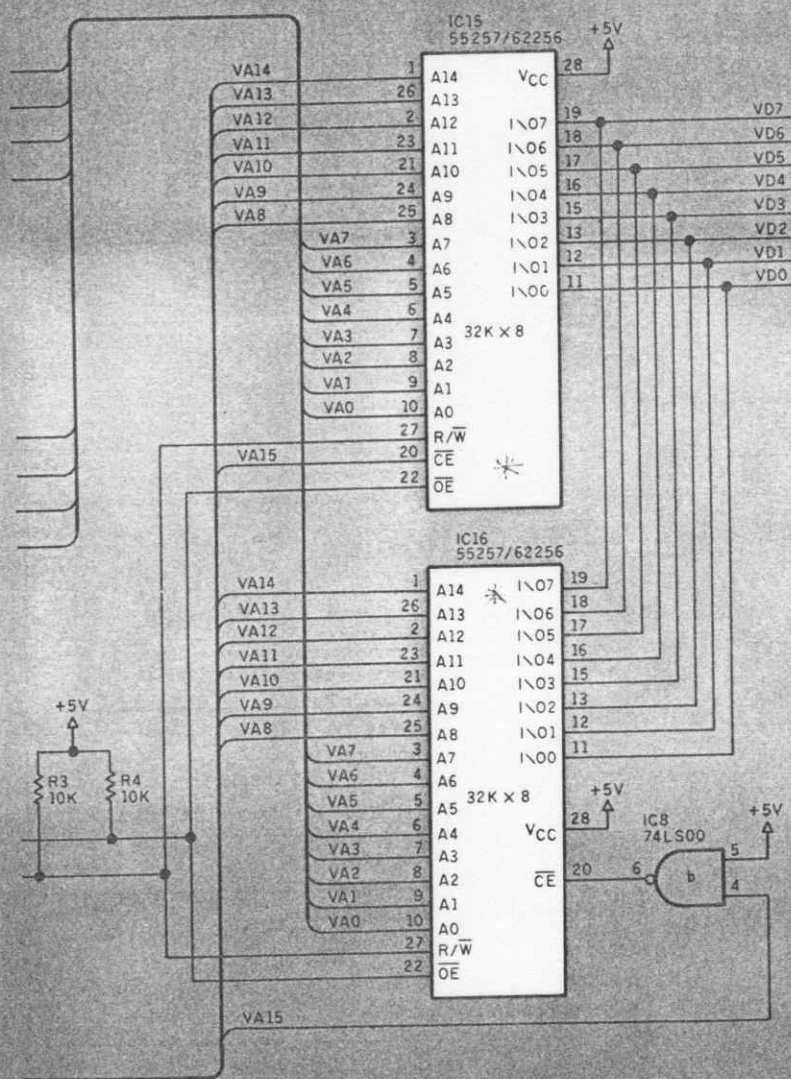 IC15
55257/62256
+5V
VA14 1 A14 VCC 28
VA13 26 A13
VA12 2 A12 I\O7 19 VD7
VA11 23 A11 I\O6 18 VD6
VA10 21 A10 I\O5 17 VD5
VA9 24 A9 I\O4 16 VD4
VA8 25 A8 I\O3 15 VD3
VA7 3 A7 I\O2 13 VD2
VA6 4 A6 I\O1 12 VD1
VA5 5 A5 I\O0 11 VD0
VA4 6 A4
VA3 7 A3 32K × 8
VA2 8 A2
VA1 9 A1
VA0 10 A0
27 R/W̅
VA15 20 C̅E̅
22 O̅E̅
IC16
55257/62256
VA14 1 A14 I\O7 19
VA13 26 A13 I\O6 18
VA12 2 A12 I\O5 17
VA11 23 A11 I\O4 16
VA10 21 A10 I\O3 15
VA9 24 A9 I\O2 13
VA8 25 A8 I\O1 12
VA7 3 A7 I\O0 11
VA6 4 A6
VA5 5 A5 32K × 8
VA4 6 A4 VCC 28 +5V
VA3 7 A3
VA2 8 A2 C̅E̅ 20
VA1 9 A1
VA0 10 A0
27 R/W̅
22 O̅E̅
+5V
R3 10K
R4 10K
IC8
74LS00
+5V
6 b 5
4
VA15